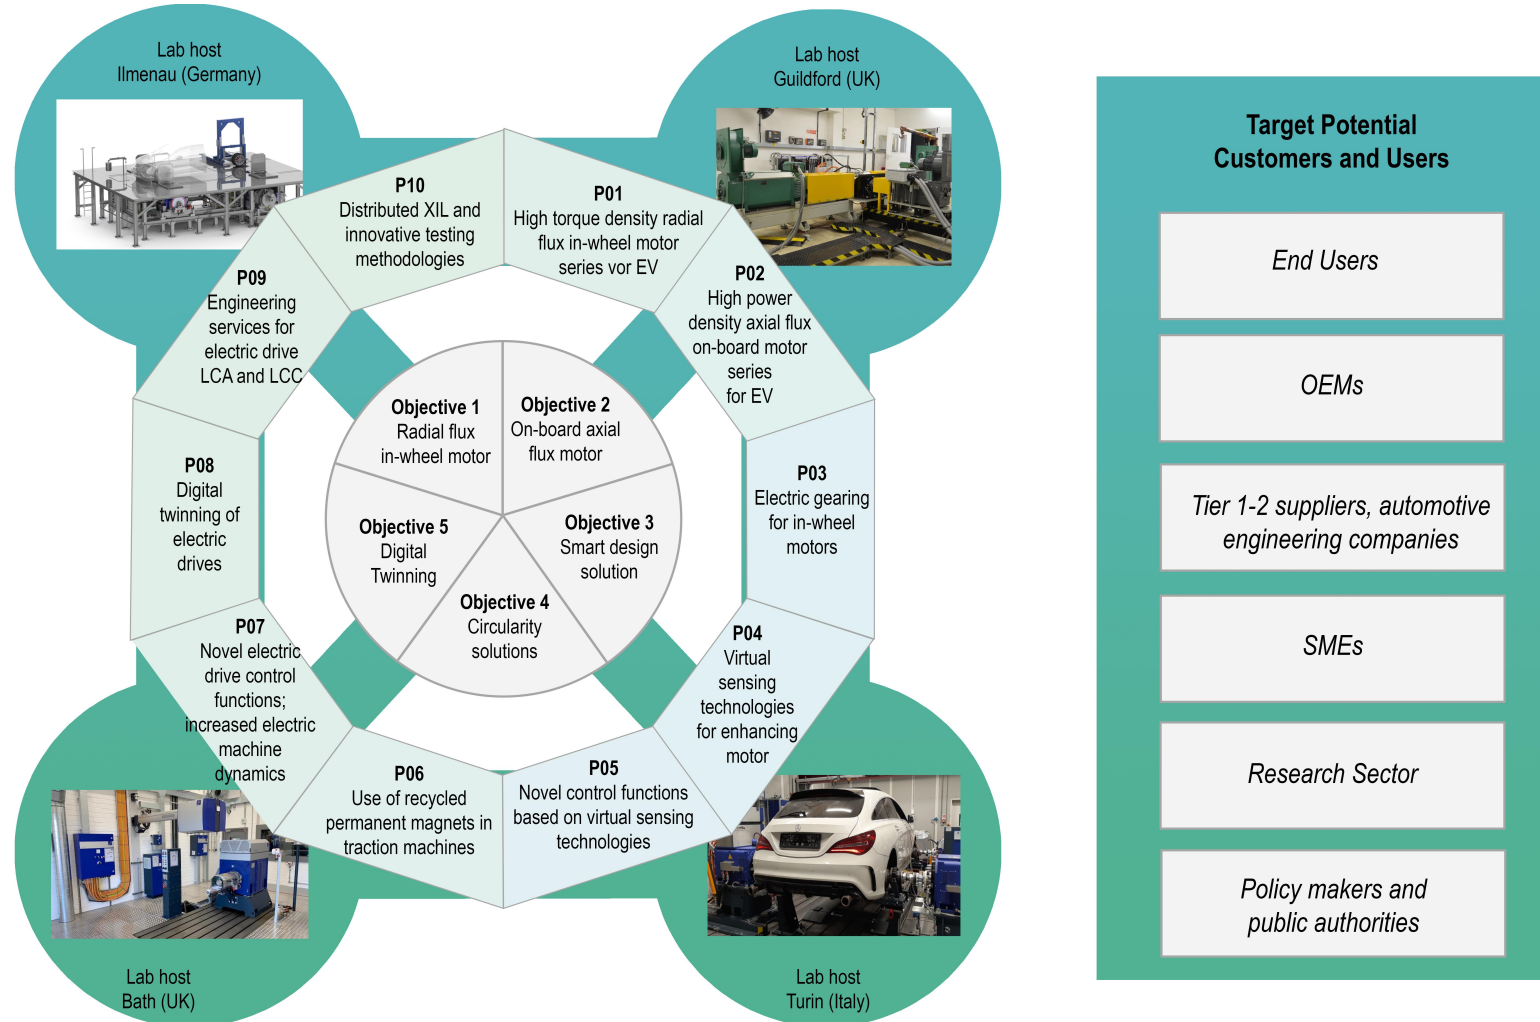 Lab host
Ilmenau (Germany)
Lab host
Guildford (UK)
P10
Distributed XIL and
innovative testing
methodologies
P01
High torque density radial
flux in-wheel motor
series vor EV
P09
Engineering
services for
electric drive
LCA and LCC
P02
High power
density axial flux
on-board motor
series
for EV
Objective 1
Radial flux
in-wheel motor
Objective 2
On-board axial
flux motor
P08
Digital
twinning of
electric
drives
P03
Electric gearing
for in-wheel
motors
Objective 5
Digital
Twinning
Objective 3
Smart design
solution
Objective 4
Circularity
solutions
P07
Novel electric
drive control
functions;
increased electric
machine
dynamics
P04
Virtual
sensing
technologies
for enhancing
motor
P06
Use of recycled
permanent magnets in
traction machines
P05
Novel control functions
based on virtual sensing
technologies
Lab host
Bath (UK)
Lab host
Turin (Italy)
Target Potential
Customers and Users
End Users
OEMs
Tier 1-2 suppliers, automotive
engineering companies
SMEs
Research Sector
Policy makers and
public authorities